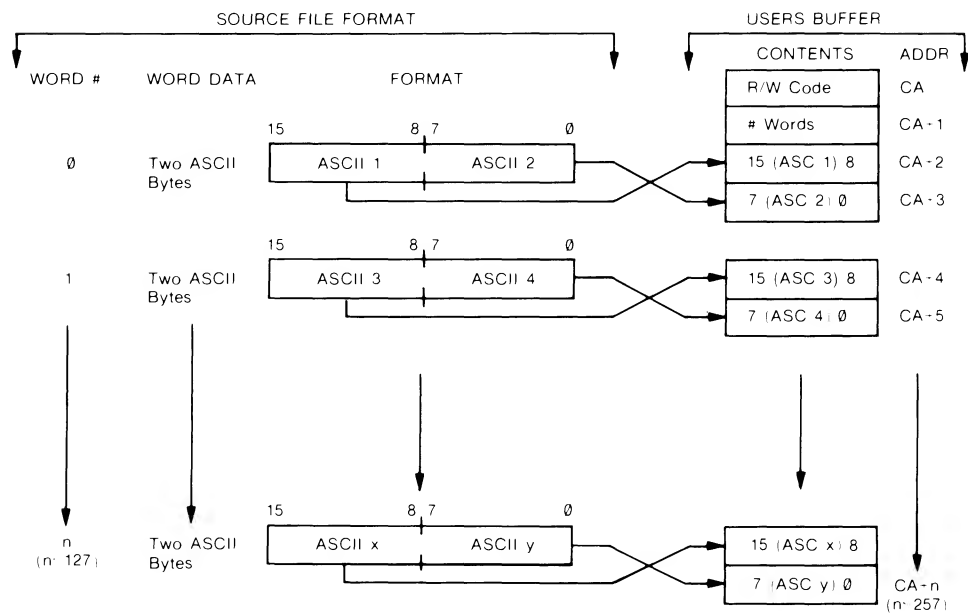 SOURCE FILE FORMAT
USERS BUFFER
WORD # WORD DATA FORMAT CONTENTS ADDR
R/W Code CA
# Words CA+1
15 8 7 Ø
Ø Two ASCII Bytes ASCII 1 ASCII 2 15 (ASC 1) 8 CA+2
7 (ASC 2) Ø CA+3
15 8 7 Ø
1 Two ASCII Bytes ASCII 3 ASCII 4 15 (ASC 3) 8 CA+4
7 (ASC 4) Ø CA+5
15 8 7 Ø
n Two ASCII Bytes ASCII x ASCII y 15 (ASC x) 8
(n· 127) 7 (ASC y) Ø CA+n
(n· 257)